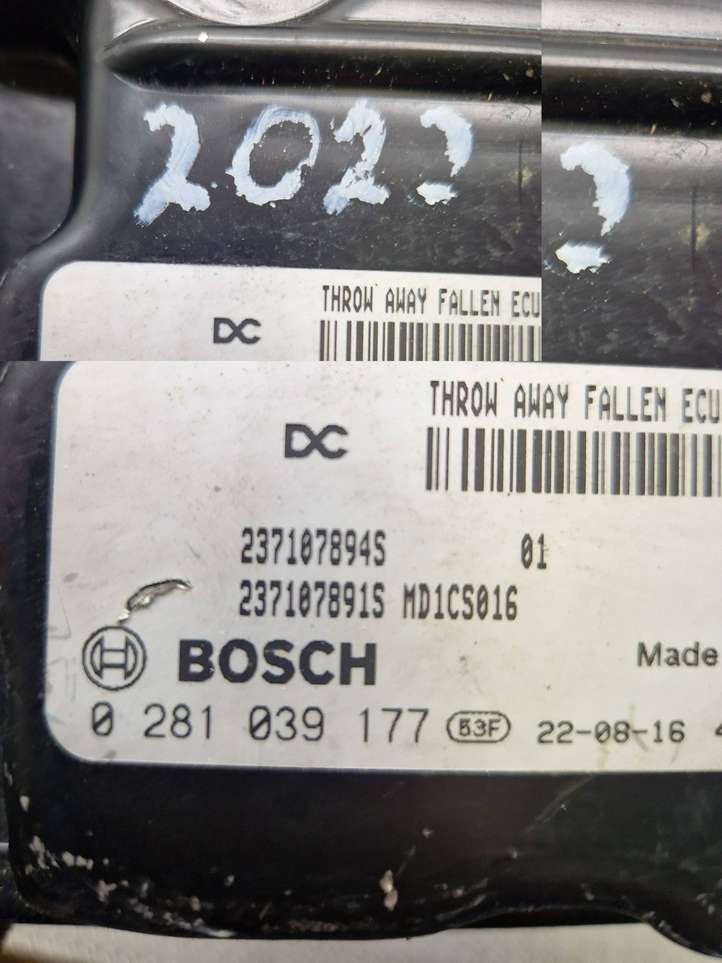 2022
2
THROW AWAY FALLEN ECU
DC
THROW AWAY FALLEN ECU
DC
237107894S 01
237107891S MD1CS016
BOSCH Made
0 281 039 177 53F 22-08-16